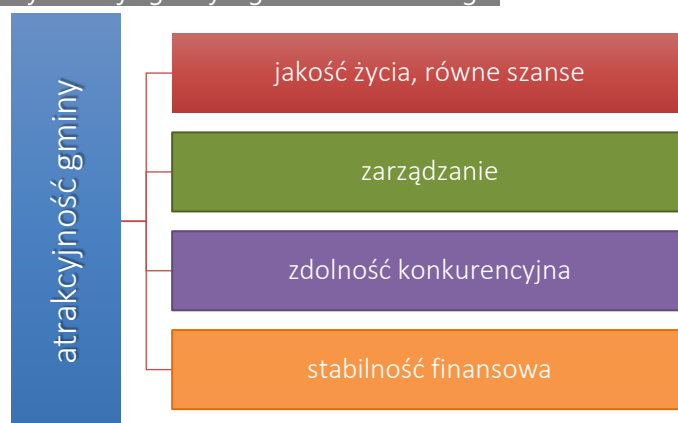 atrakcyjność gminy
jakość życia, równe szanse
zarządzanie
zdolność konkurencyjna
stabilność finansowa